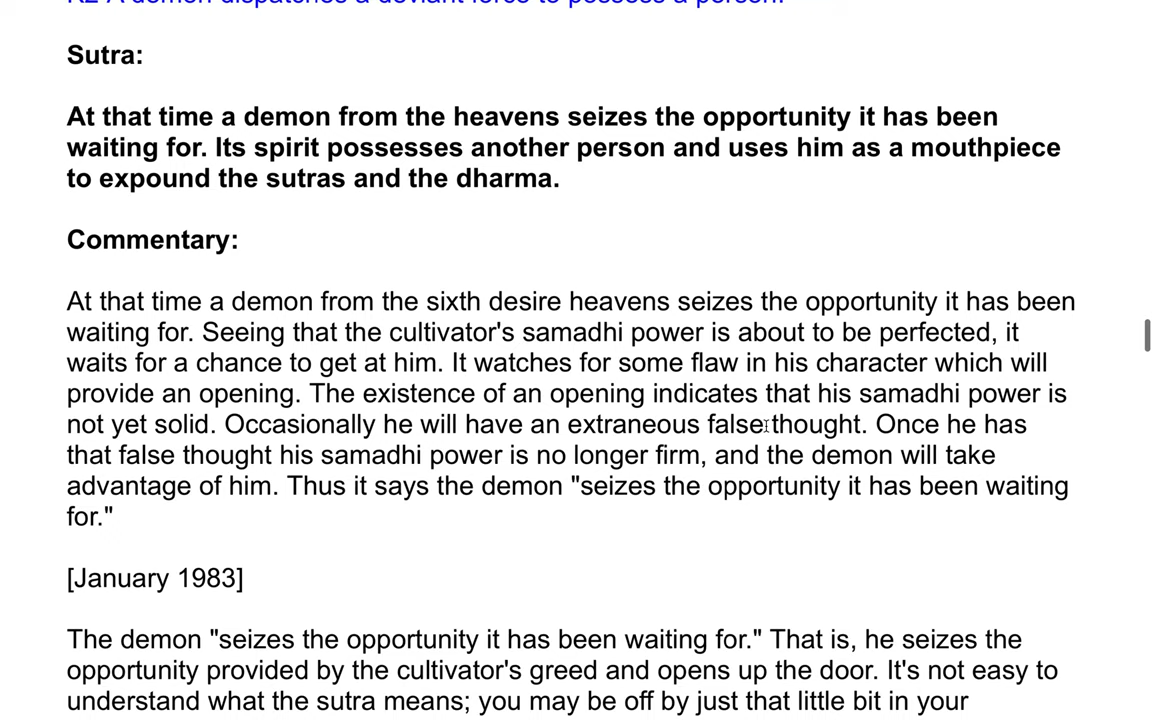 K2 A demon dispatches a deviant force to possess a person.
Sutra:
At that time a demon from the heavens seizes the opportunity it has been
waiting for. Its spirit possesses another person and uses him as a mouthpiece
to expound the sutras and the dharma.
Commentary:
At that time a demon from the sixth desire heavens seizes the opportunity it has been
waiting for. Seeing that the cultivator's samadhi power is about to be perfected, it
waits for a chance to get at him. It watches for some flaw in his character which will
provide an opening. The existence of an opening indicates that his samadhi power is
not yet solid. Occasionally he will have an extraneous false thought. Once he has
that false thought his samadhi power is no longer firm, and the demon will take
advantage of him. Thus it says the demon "seizes the opportunity it has been waiting
for."
[January 1983]
The demon "seizes the opportunity it has been waiting for." That is, he seizes the
opportunity provided by the cultivator's greed and opens up the door. It's not easy to
understand what the sutra means; you may be off by just that little bit in your